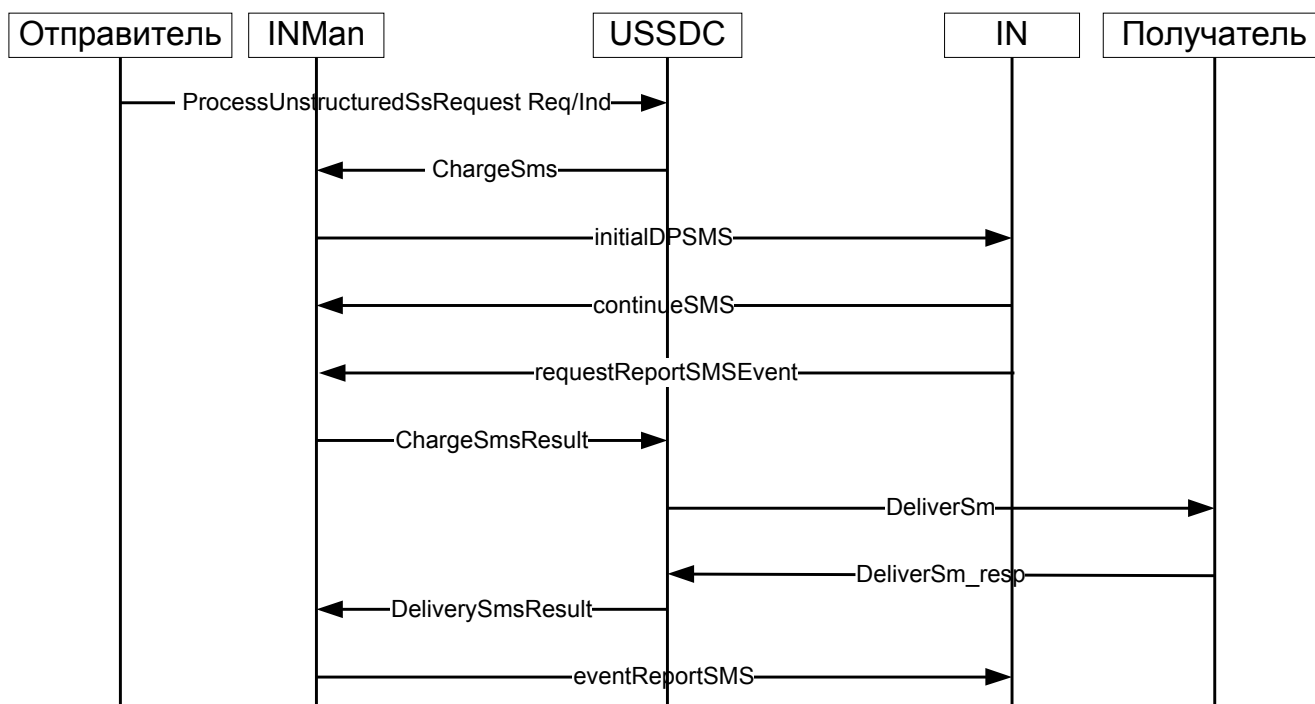 Отправитель
INMan
USSDC
IN
Получатель
ProcessUnstructuredSsRequest Req/Ind
ChargeSms
initialDPSMS
continueSMS
requestReportSMSEvent
ChargeSmsResult
DeliverSm
DeliverSm_resp
DeliverySmsResult
eventReportSMS